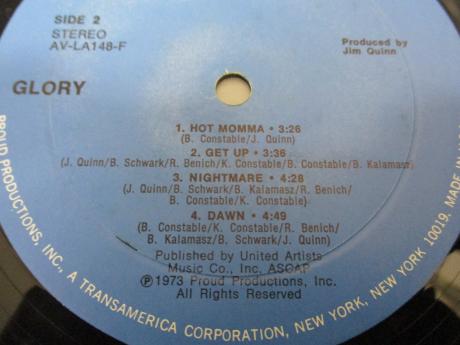 SIDE 2
STEREO
AV-LA148-F
Produced by
Jim Quinn
GLORY
1. HOT MOMMA • 3:26
(B. Constable/J. Quinn)
2. GET UP • 3:36
(J. Quinn/B. Schwark/R. Benich/K. Constable/B. Constable/B. Kalamasz)
3. NIGHTMARE • 4:28
(J. Quinn/B. Schwark/B. Kalamasz/R. Benich/
B. Constable/K. Constable)
4. DAWN • 4:49
(B. Constable/K. Constable/R. Benich/
B. Kalamasz/B. Schwark/J. Quinn)
Published by United Artists
Music Co., Inc. ASCAP
℗1973 Proud Productions, Inc.
All Rights Reserved
PROUD PRODUCTIONS, INC., A TRANSAMERICA CORPORATION, NEW YORK, NEW YORK 10019. MADE IN